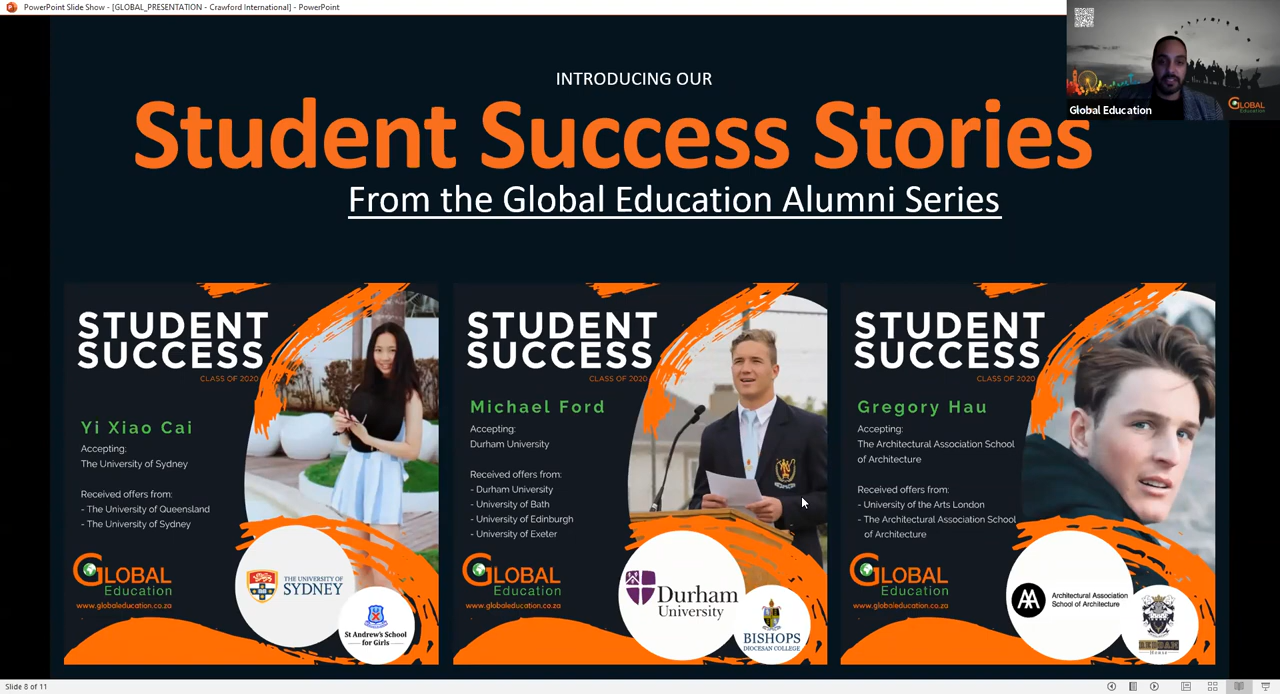 PowerPoint Slide Show - [GLOBAL_PRESENTATION - Crawford International] - PowerPoint
INTRODUCING OUR
Student Success Stories
From the Global Education Alumni Series
Global Education
GLOBAL
Education
STUDENT
SUCCESS
CLASS OF 2020
Yi Xiao Cai
Accepting:
The University of Sydney
Received offers from:
- The University of Queensland
- The University of Sydney
GLOBAL
Education
www.globaleducation.co.za
THE UNIVERSITY OF
SYDNEY
St Andrew's School
for Girls
STUDENT
SUCCESS
CLASS OF 2020
Michael Ford
Accepting:
Durham University
Received offers from:
- Durham University
- University of Bath
- University of Edinburgh
- University of Exeter
GLOBAL
Education
www.globaleducation.co.za
Durham
University
BISHOPS
DIOCESAN COLLEGE
STUDENT
SUCCESS
CLASS OF 2020
Gregory Hau
Accepting:
The Architectural Association School
of Architecture
Received offers from:
- University of the Arts London
- The Architectural Association School
of Architecture
GLOBAL
Education
www.globaleducation.co.za
AA
Architectural Association
School of Architecture
REDDAM
House
Slide 8 of 11